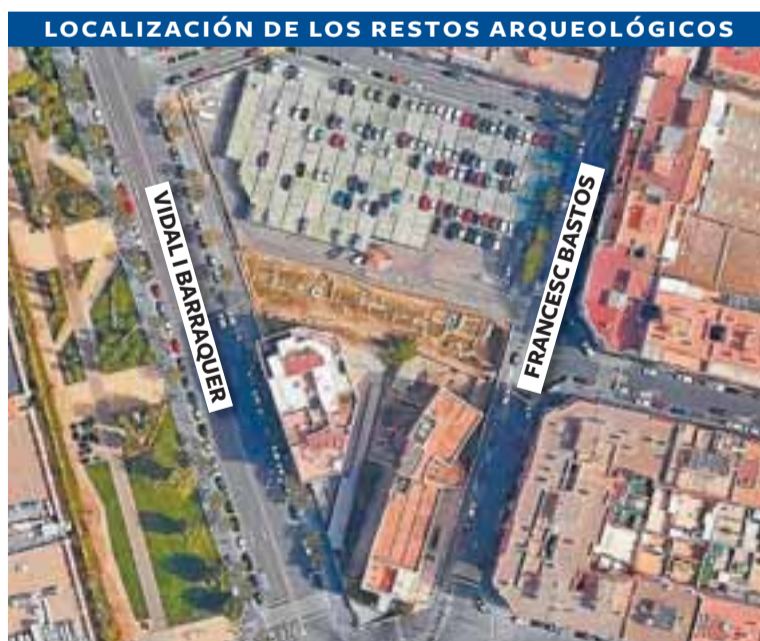 LOCALIZACIÓN DE LOS RESTOS ARQUEOLÓGICOS
VIDAL I BARRAQUER
FRANCESC BASTOS